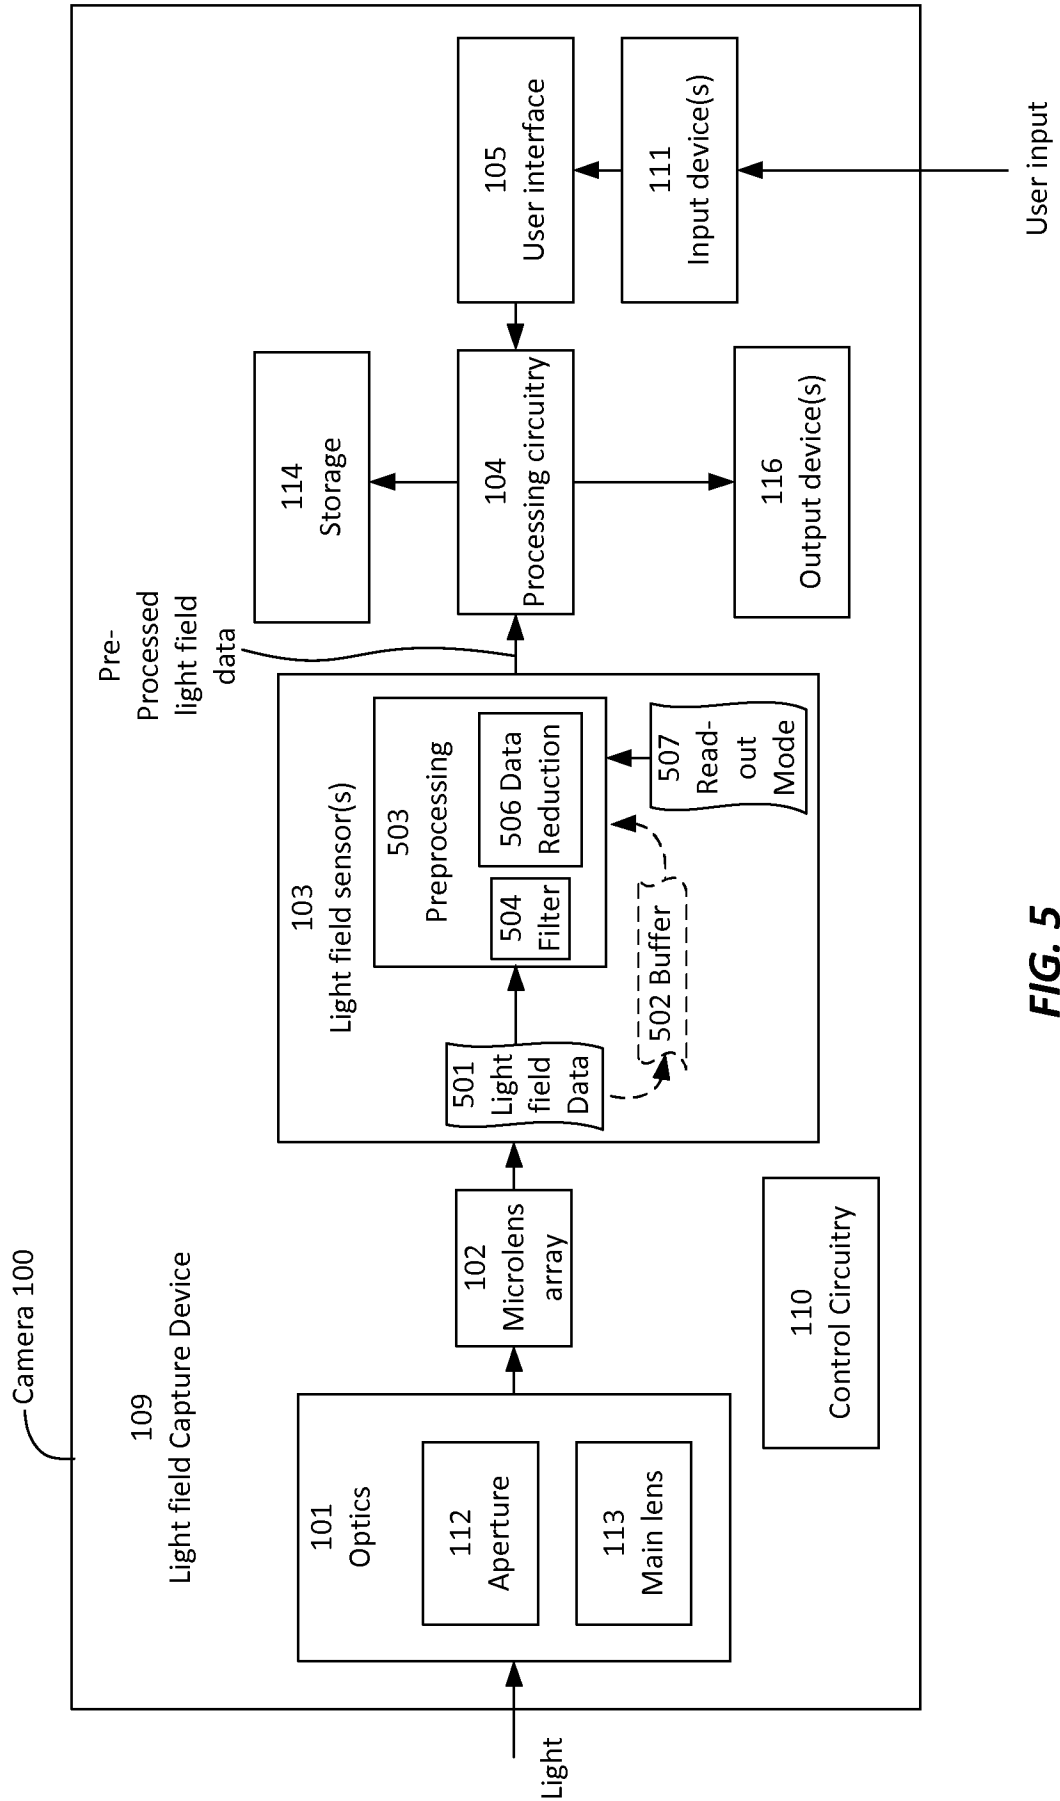 Camera 100
109
Light field Capture Device
Light
101
Optics
112
Aperture
113
Main lens
102
Microlens
array
110
Control Circuitry
103
Light field sensor(s)
501
Light
field
Data
502 Buffer
503
Preprocessing
504
Filter
506 Data
Reduction
507
Read-
out
Mode
Pre-
Processed
light field
data
114
Storage
104
Processing circuitry
116
Output device(s)
105
User interface
111
Input device(s)
User input
FIG. 5